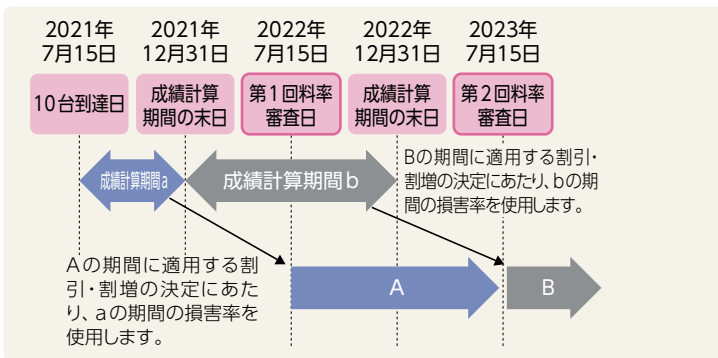 2021年
7月15日
2021年
12月31日
2022年
7月15日
2022年
12月31日
2023年
7月15日
10台到達日
成績計算
期間の末日
第1回料率
審査日
成績計算
期間の末日
第2回料率
審査日
成績計算期間a
成績計算期間b
Bの期間に適用する割引・
割増の決定にあたり、bの期
間の損害率を使用します。
Aの期間に適用する割
引・割増の決定にあた
り、aの期間の損害率を
使用します。
A
B